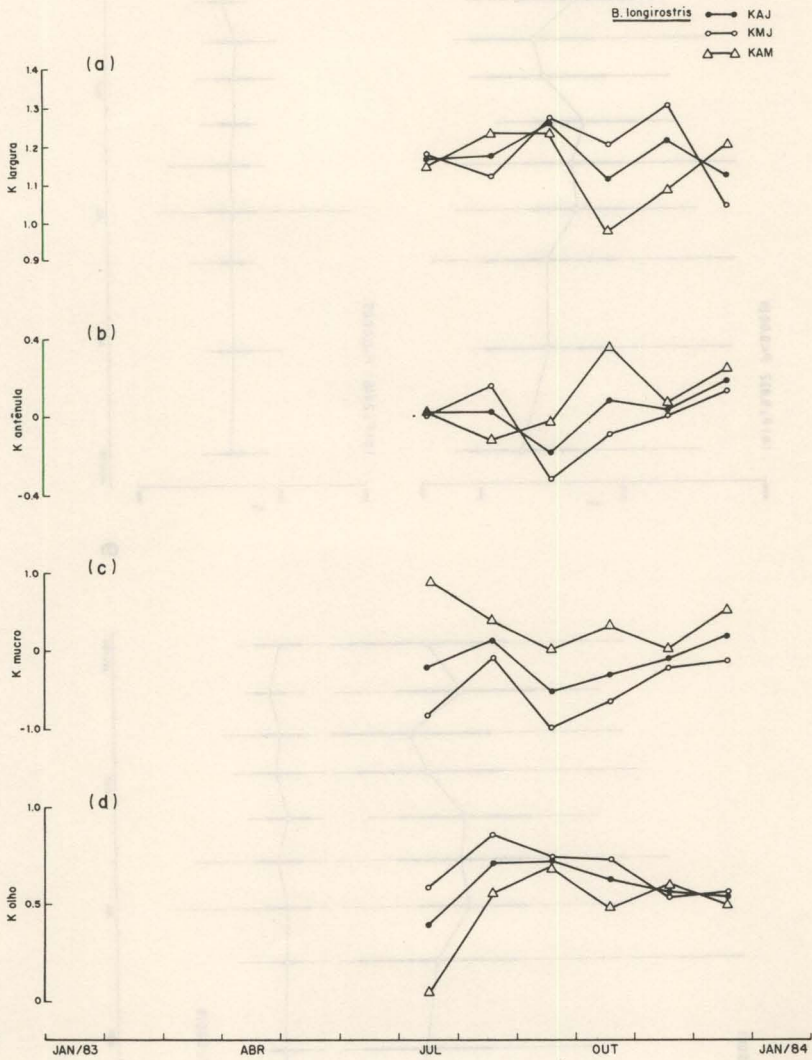 B. longirostris
KAJ
KMJ
KAM
(a)
K largura
1.4
1.3
1.2
1.1
1.0
0.9
(b)
K antênula
0.4
0
-0.4
(c)
K mucro
1.0
0
-1.0
(d)
K olho
1.0
0.5
0
JAN/83 ABR JUL OUT JAN/84